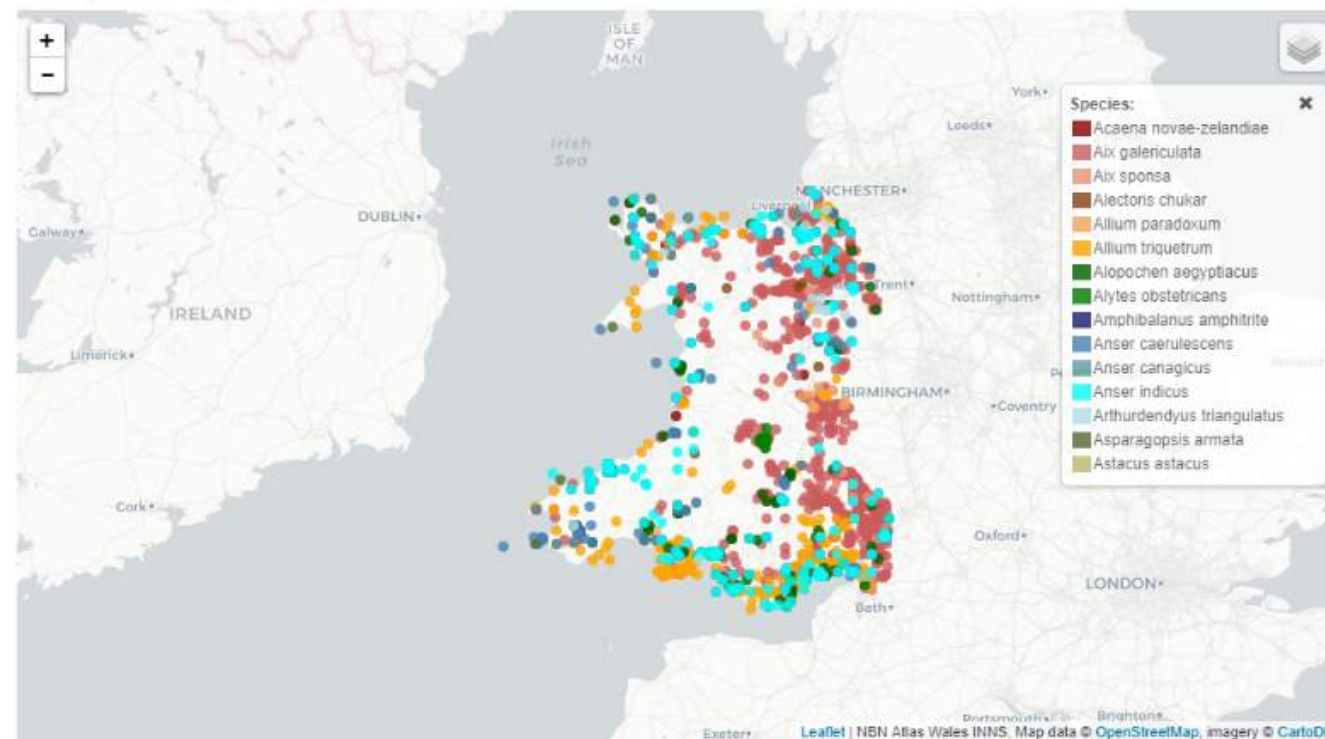 +
−
ISLE
OF
MAN
York
Leeds
Irish
Sea
MANCHESTER
Liverpool
DUBLIN
Galway
Trent
Nottingham
IRELAND
Limerick
BIRMINGHAM
Coventry
Cork
Oxford
LONDON
Bath
Portsmouth
Brighton
Exeter
Species:
Acaena novae-zelandiae
Aix galericulata
Aix sponsa
Alectoris chukar
Allium paradoxum
Allium triquetrum
Alopochen aegyptiacus
Alytes obstetricans
Amphibalanus amphitrite
Anser caerulescens
Anser canagicus
Anser indicus
Arthurdendyus triangulatus
Asparagopsis armata
Astacus astacus
Leaflet | NBN Atlas Wales INNS, Map data © OpenStreetMap, imagery © CartoD